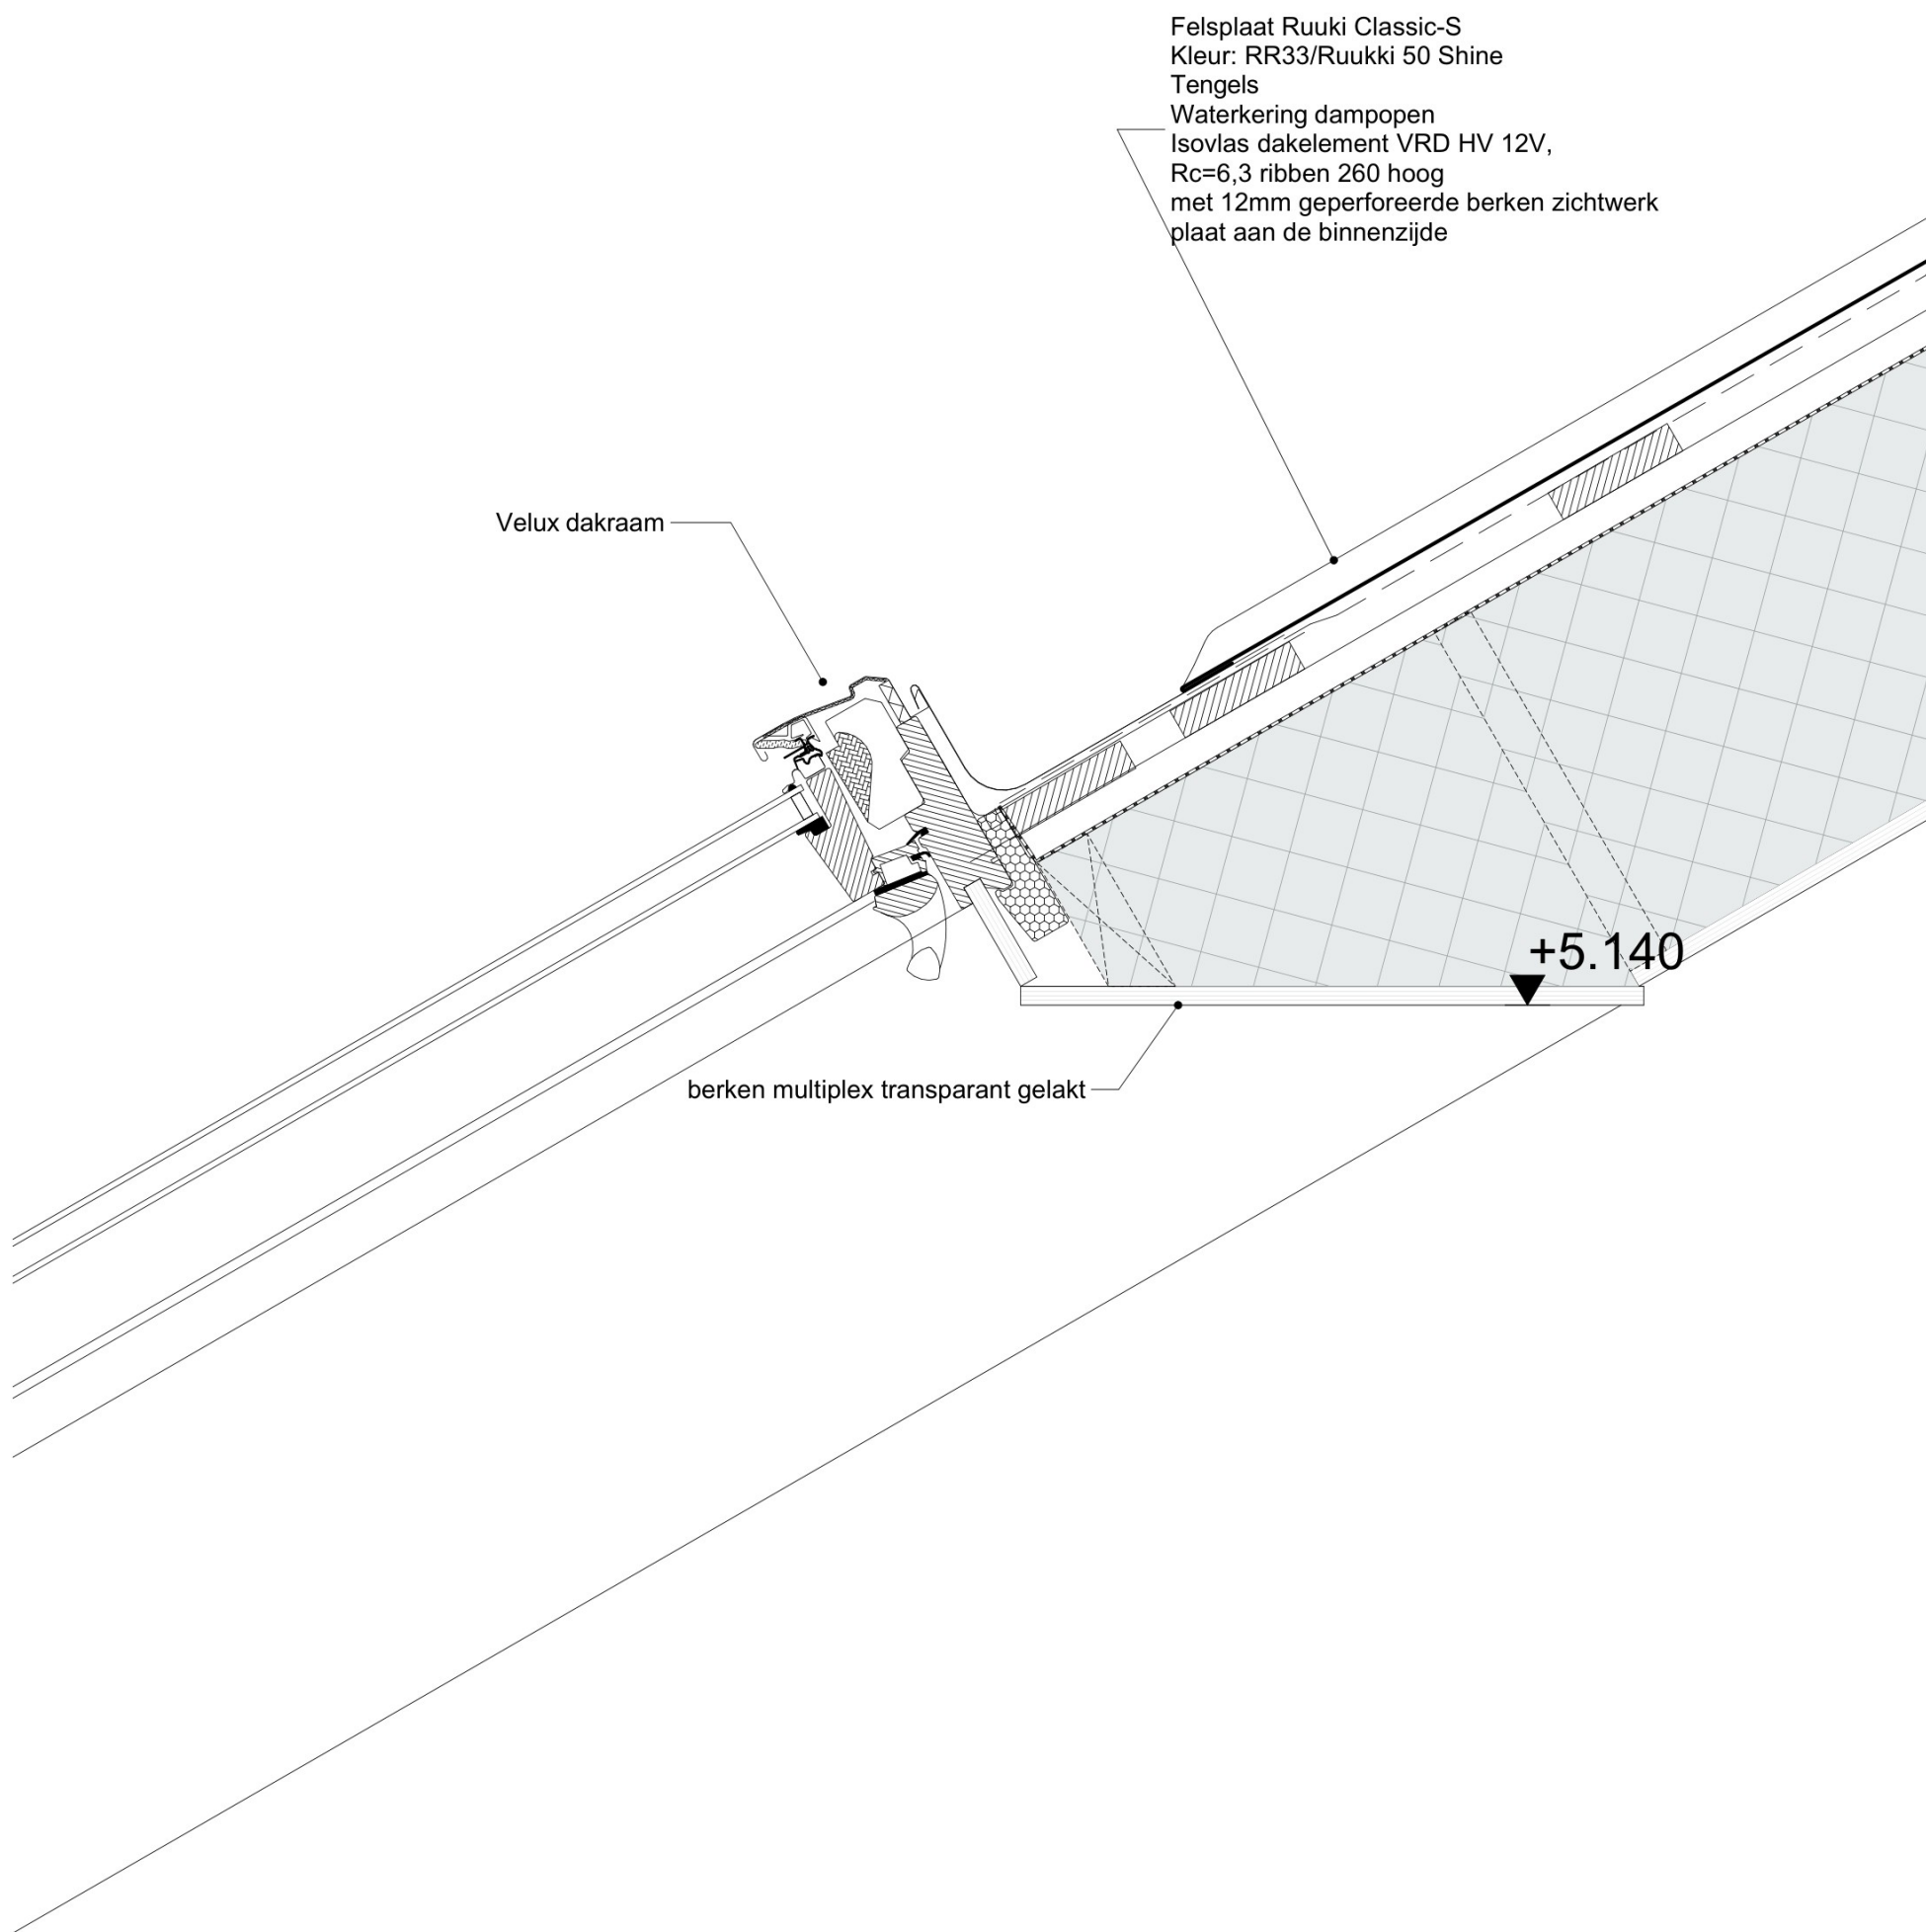 Felsplaat Ruuki Classic-S
Kleur: RR33/Ruukki 50 Shine
Tengels
Waterkering dampopen
Isovlas dakelement VRD HV 12V,
Rc=6,3 ribben 260 hoog
met 12mm geperforeerde berken zichtwerk
plaat aan de binnenzijde
Velux dakraam
+5.140
berken multiplex transparant gelakt